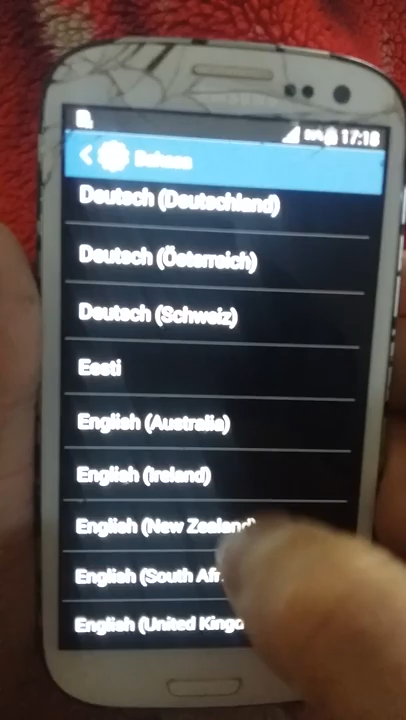 17:18
Bahasa
Deutsch (Deutschland)
Deutsch (Österreich)
Deutsch (Schweiz)
Eesti
English (Australia)
English (Ireland)
English (New Zealand)
English (South Afr
English (United Kingd